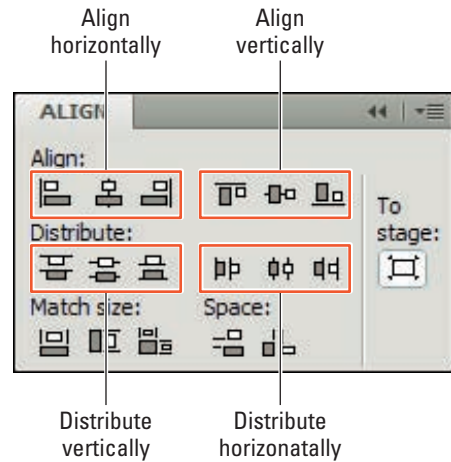 Align
horizontally
Align
vertically
ALIGN
Align:
To
stage:
Distribute:
Match size:
Space:
Distribute
vertically
Distribute
horizonatally